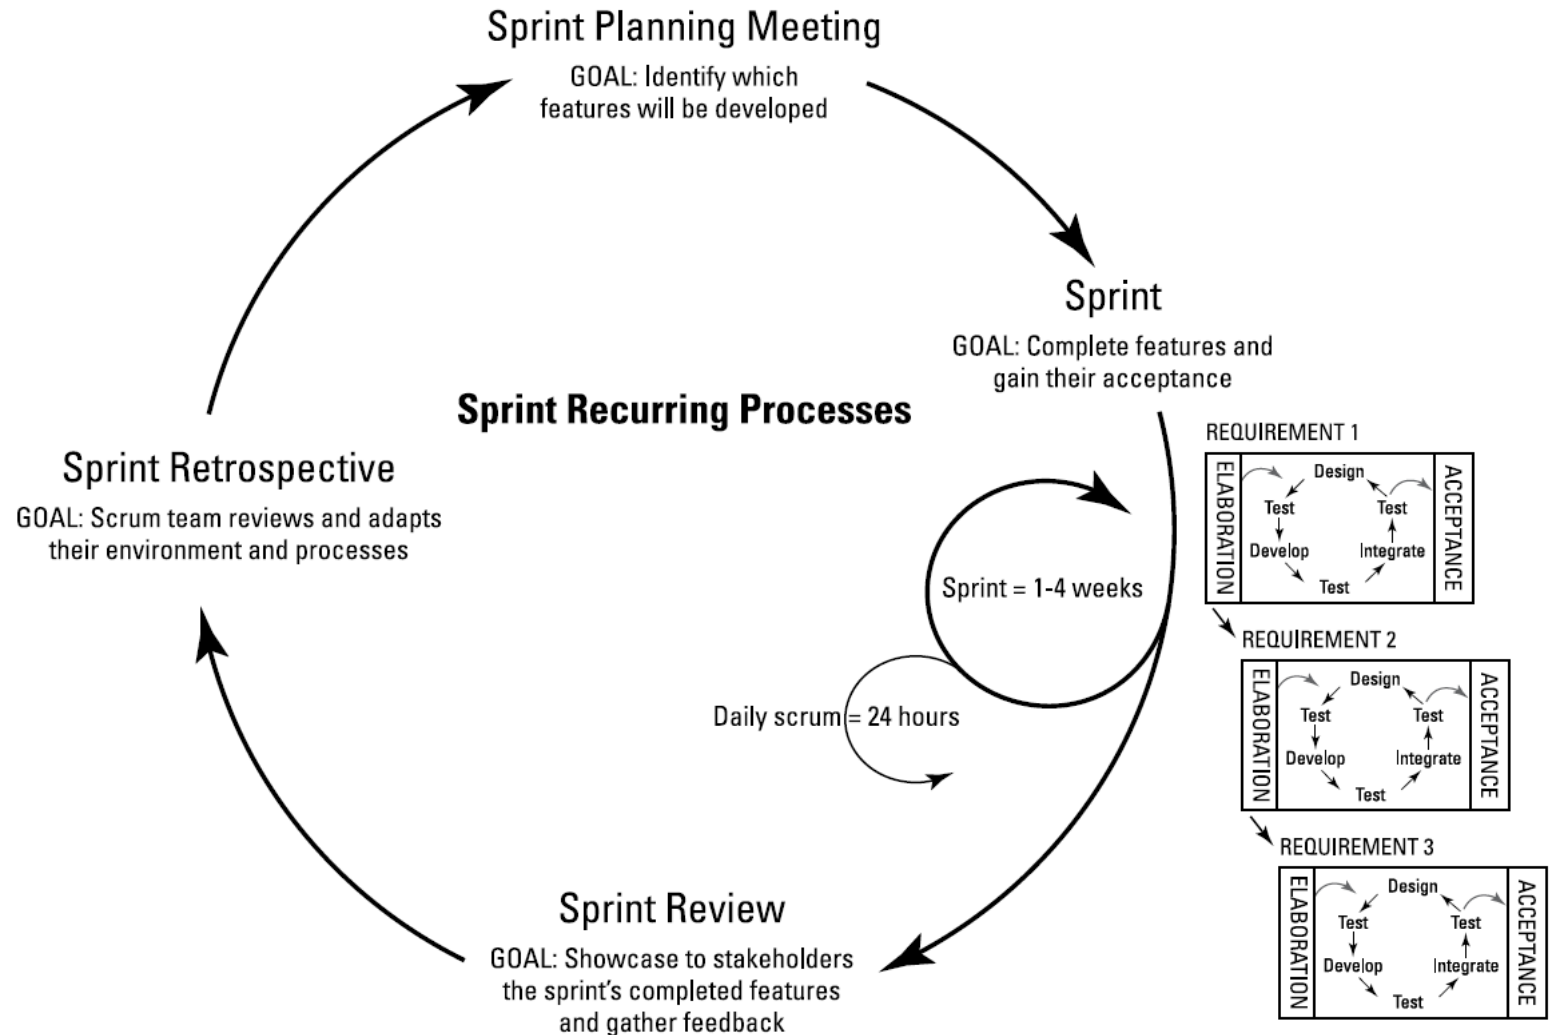 Sprint Planning Meeting
GOAL: Identify which
features will be developed
Sprint
GOAL: Complete features and
gain their acceptance
Sprint Recurring Processes
Sprint Retrospective
GOAL: Scrum team reviews and adapts
their environment and processes
Sprint = 1-4 weeks
Daily scrum = 24 hours
Sprint Review
GOAL: Showcase to stakeholders
the sprint's completed features
and gather feedback
REQUIREMENT 1
ELABORATION
Design
Test
Test
Develop
Integrate
Test
ACCEPTANCE
REQUIREMENT 2
ELABORATION
Design
Test
Test
Develop
Integrate
Test
ACCEPTANCE
REQUIREMENT 3
ELABORATION
Design
Test
Test
Develop
Integrate
Test
ACCEPTANCE